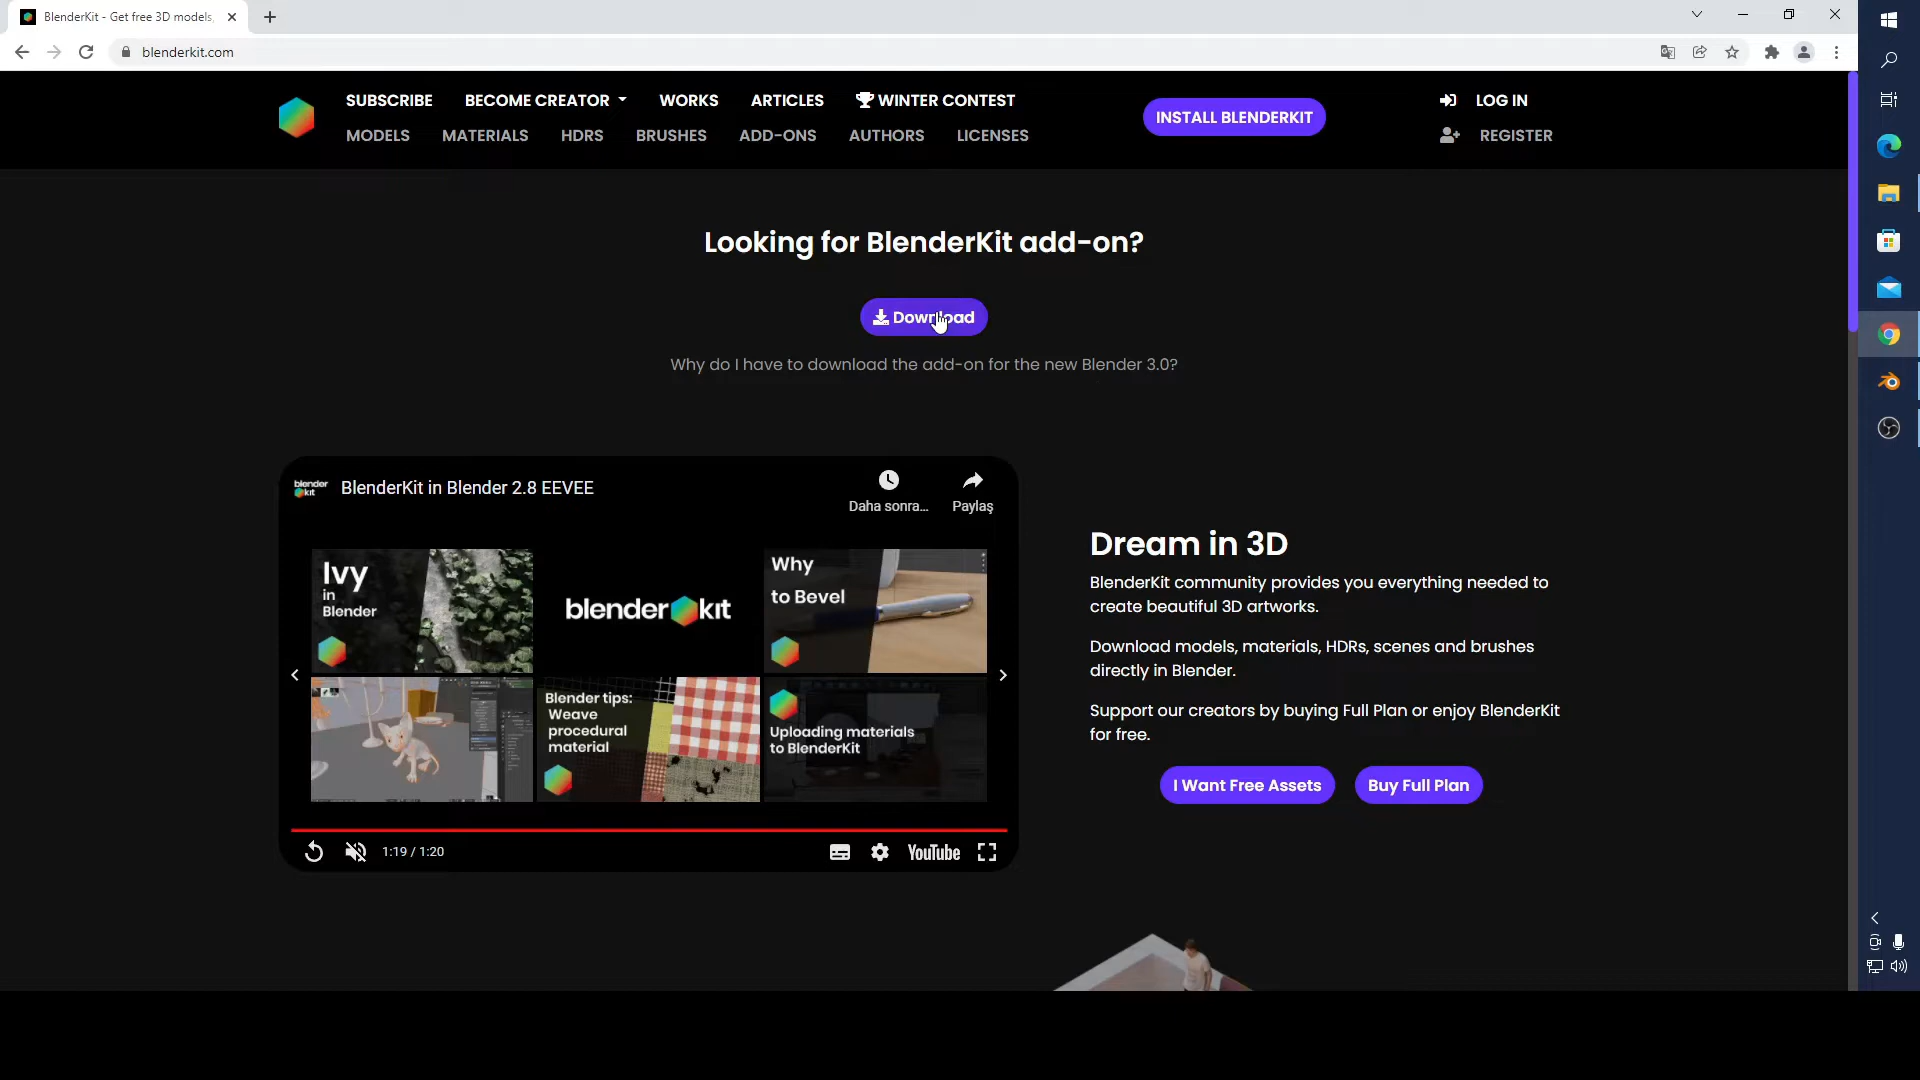 BlenderKit - Get free 3D models,
blenderkit.com
SUBSCRIBE BECOME CREATOR WORKS ARTICLES WINTER CONTEST
MODELS MATERIALS HDRS BRUSHES ADD-ONS AUTHORS LICENSES
INSTALL BLENDERKIT
LOG IN
REGISTER
Looking for BlenderKit add-on?
Download
Why do I have to download the add-on for the new Blender 3.0?
blender
kit
BlenderKit in Blender 2.8 EEVEE
Daha sonra...
Paylaş
Ivy
in
Blender
blender kit
Why
to Bevel
Blender tips:
Weave
procedural
material
Uploading materials
to BlenderKit
1:19 / 1:20
YouTube
Dream in 3D
BlenderKit community provides you everything needed to
create beautiful 3D artworks.
Download models, materials, HDRs, scenes and brushes
directly in Blender.
Support our creators by buying Full Plan or enjoy BlenderKit
for free.
I Want Free Assets
Buy Full Plan